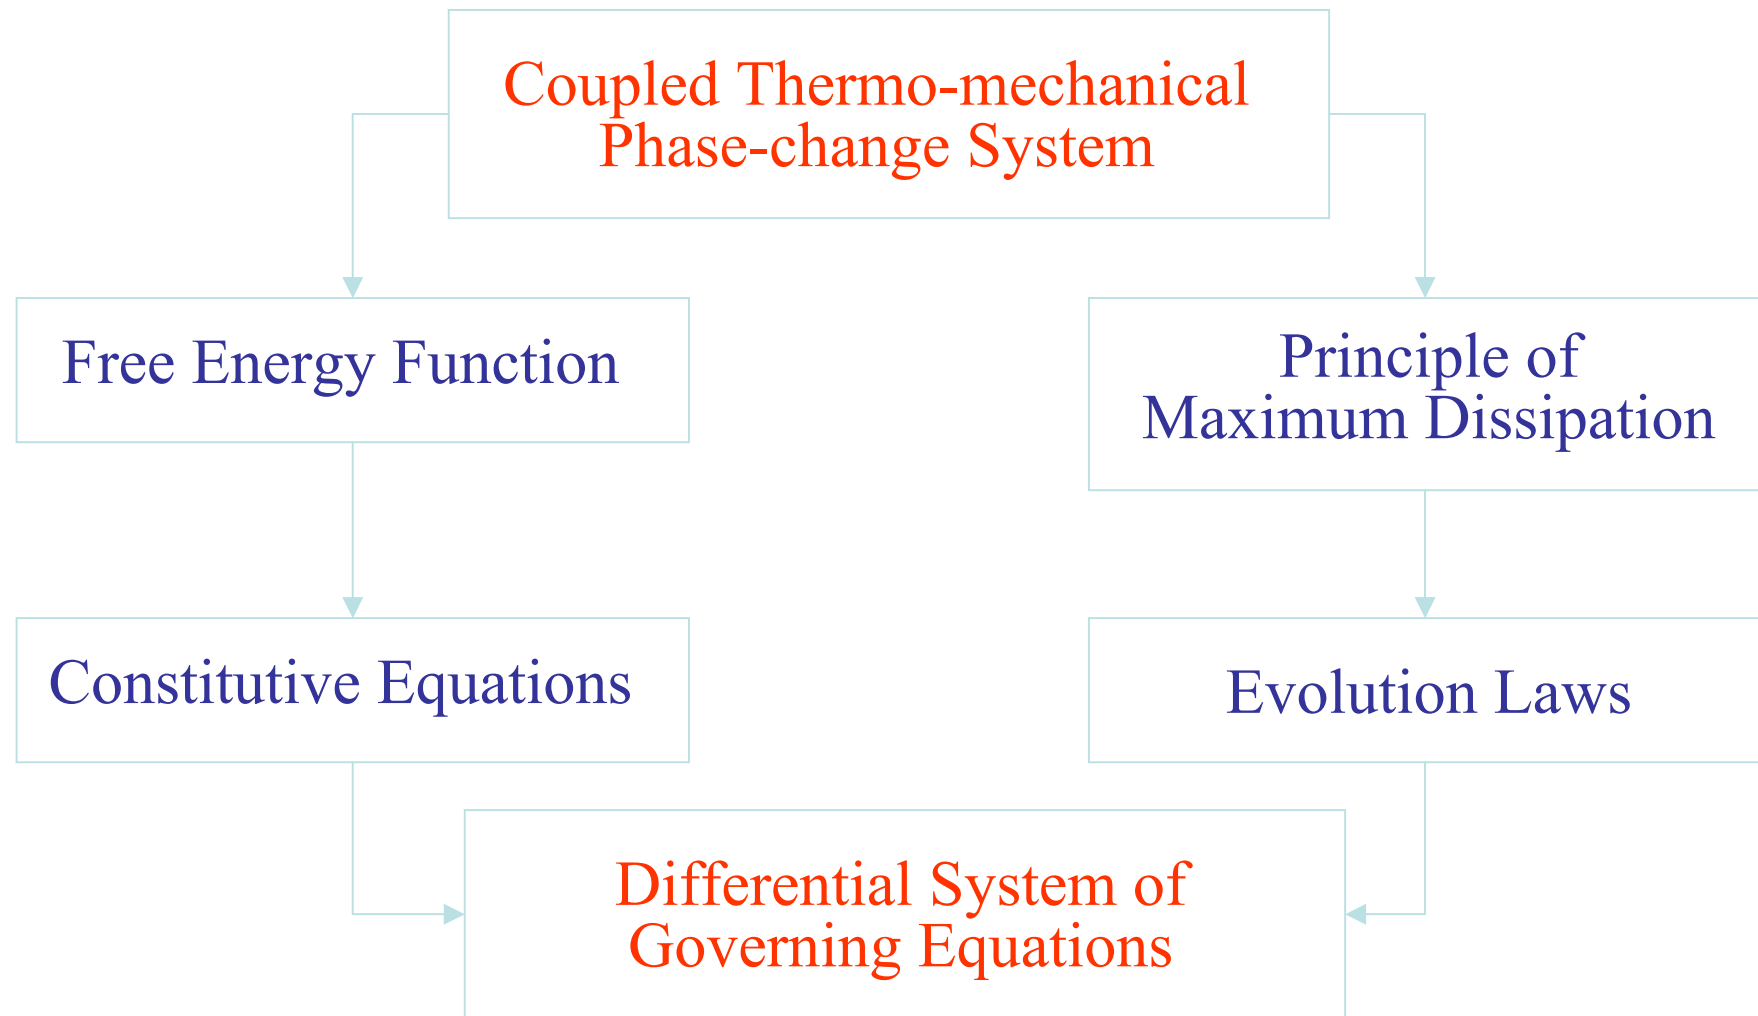 Coupled Thermo-mechanical
Phase-change System
Free Energy Function
Principle of
Maximum Dissipation
Constitutive Equations
Evolution Laws
Differential System of
Governing Equations